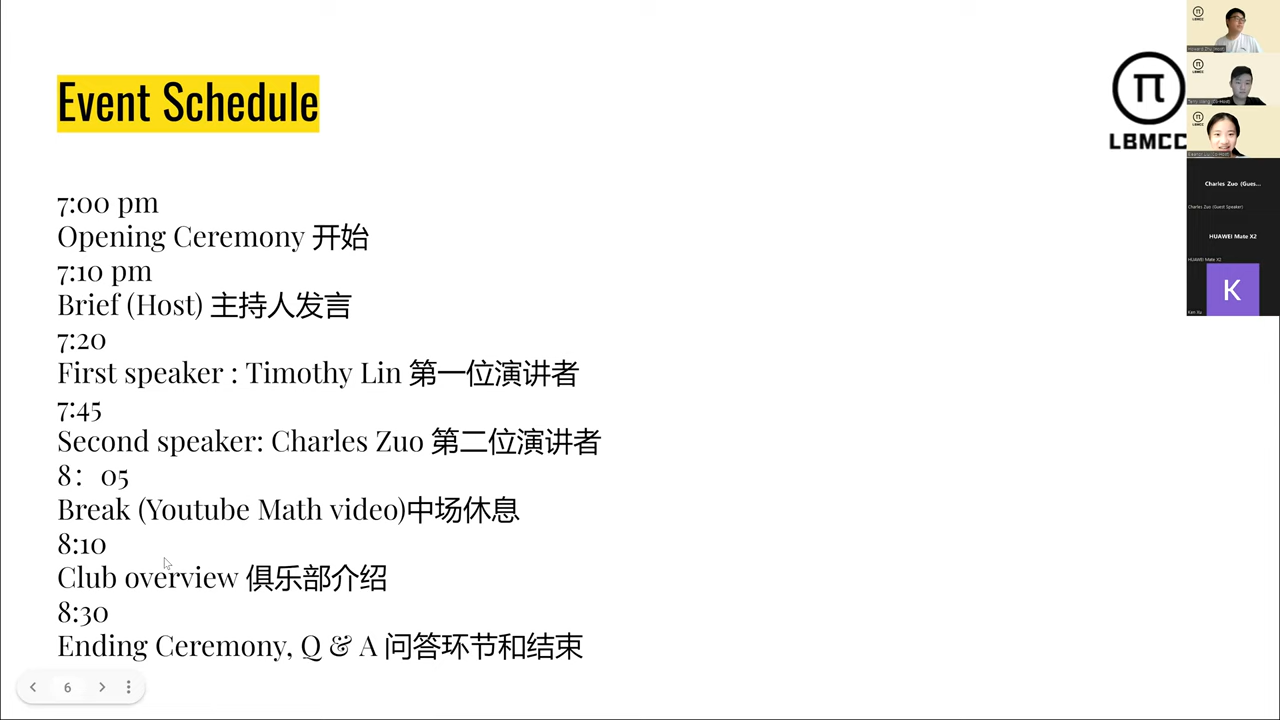 Event Schedule
7:00 pm
Opening Ceremony 开始
7:10 pm
Brief (Host) 主持人发言
7:20
First speaker : Timothy Lin 第一位演讲者
7:45
Second speaker: Charles Zuo 第二位演讲者
8： 05
Break (Youtube Math video)中场休息
8:10
Club overview 俱乐部介绍
8:30
Ending Ceremony, Q & A 问答环节和结束
6
π
LBMCC
Charles Zuo (Gues...
Charles Zuo (Guest Speaker)
HUAWEI Mate X2
HUAWEI Mate X2
K